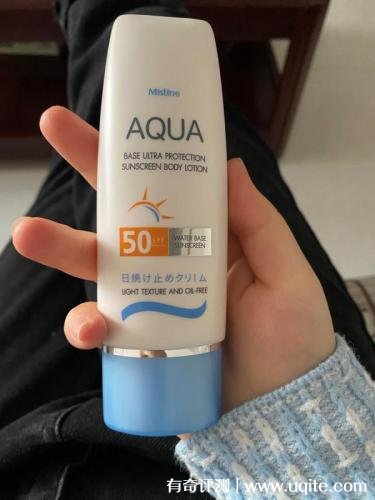 Mistine
AQUA
BASE ULTRA PROTECTION
SUNSCREEN BODY LOTION
50 SPF
WATER BASE
SUNSCREEN
日焼け止めクリーム
LIGHT TEXTURE AND OIL-FREE
有奇评测 | www.uqite.com